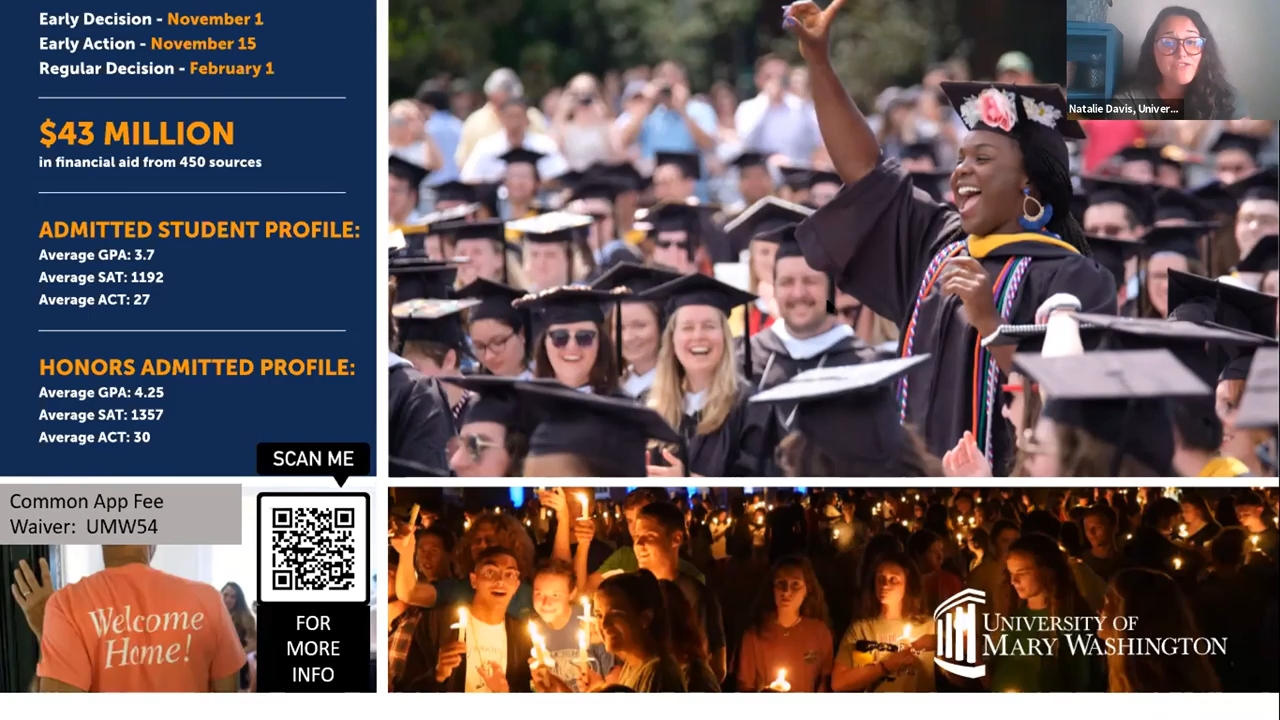 Early Decision - November 1
Early Action - November 15
Regular Decision - February 1
$43 MILLION
in financial aid from 450 sources
ADMITTED STUDENT PROFILE:
Average GPA: 3.7
Average SAT: 1192
Average ACT: 27
HONORS ADMITTED PROFILE:
Average GPA: 4.25
Average SAT: 1357
Average ACT: 30
SCAN ME
Common App Fee
Waiver: UMW54
Welcome
Home!
FOR
MORE
INFO
Natalie Davis, Univer...
UNIVERSITY OF
MARY WASHINGTON